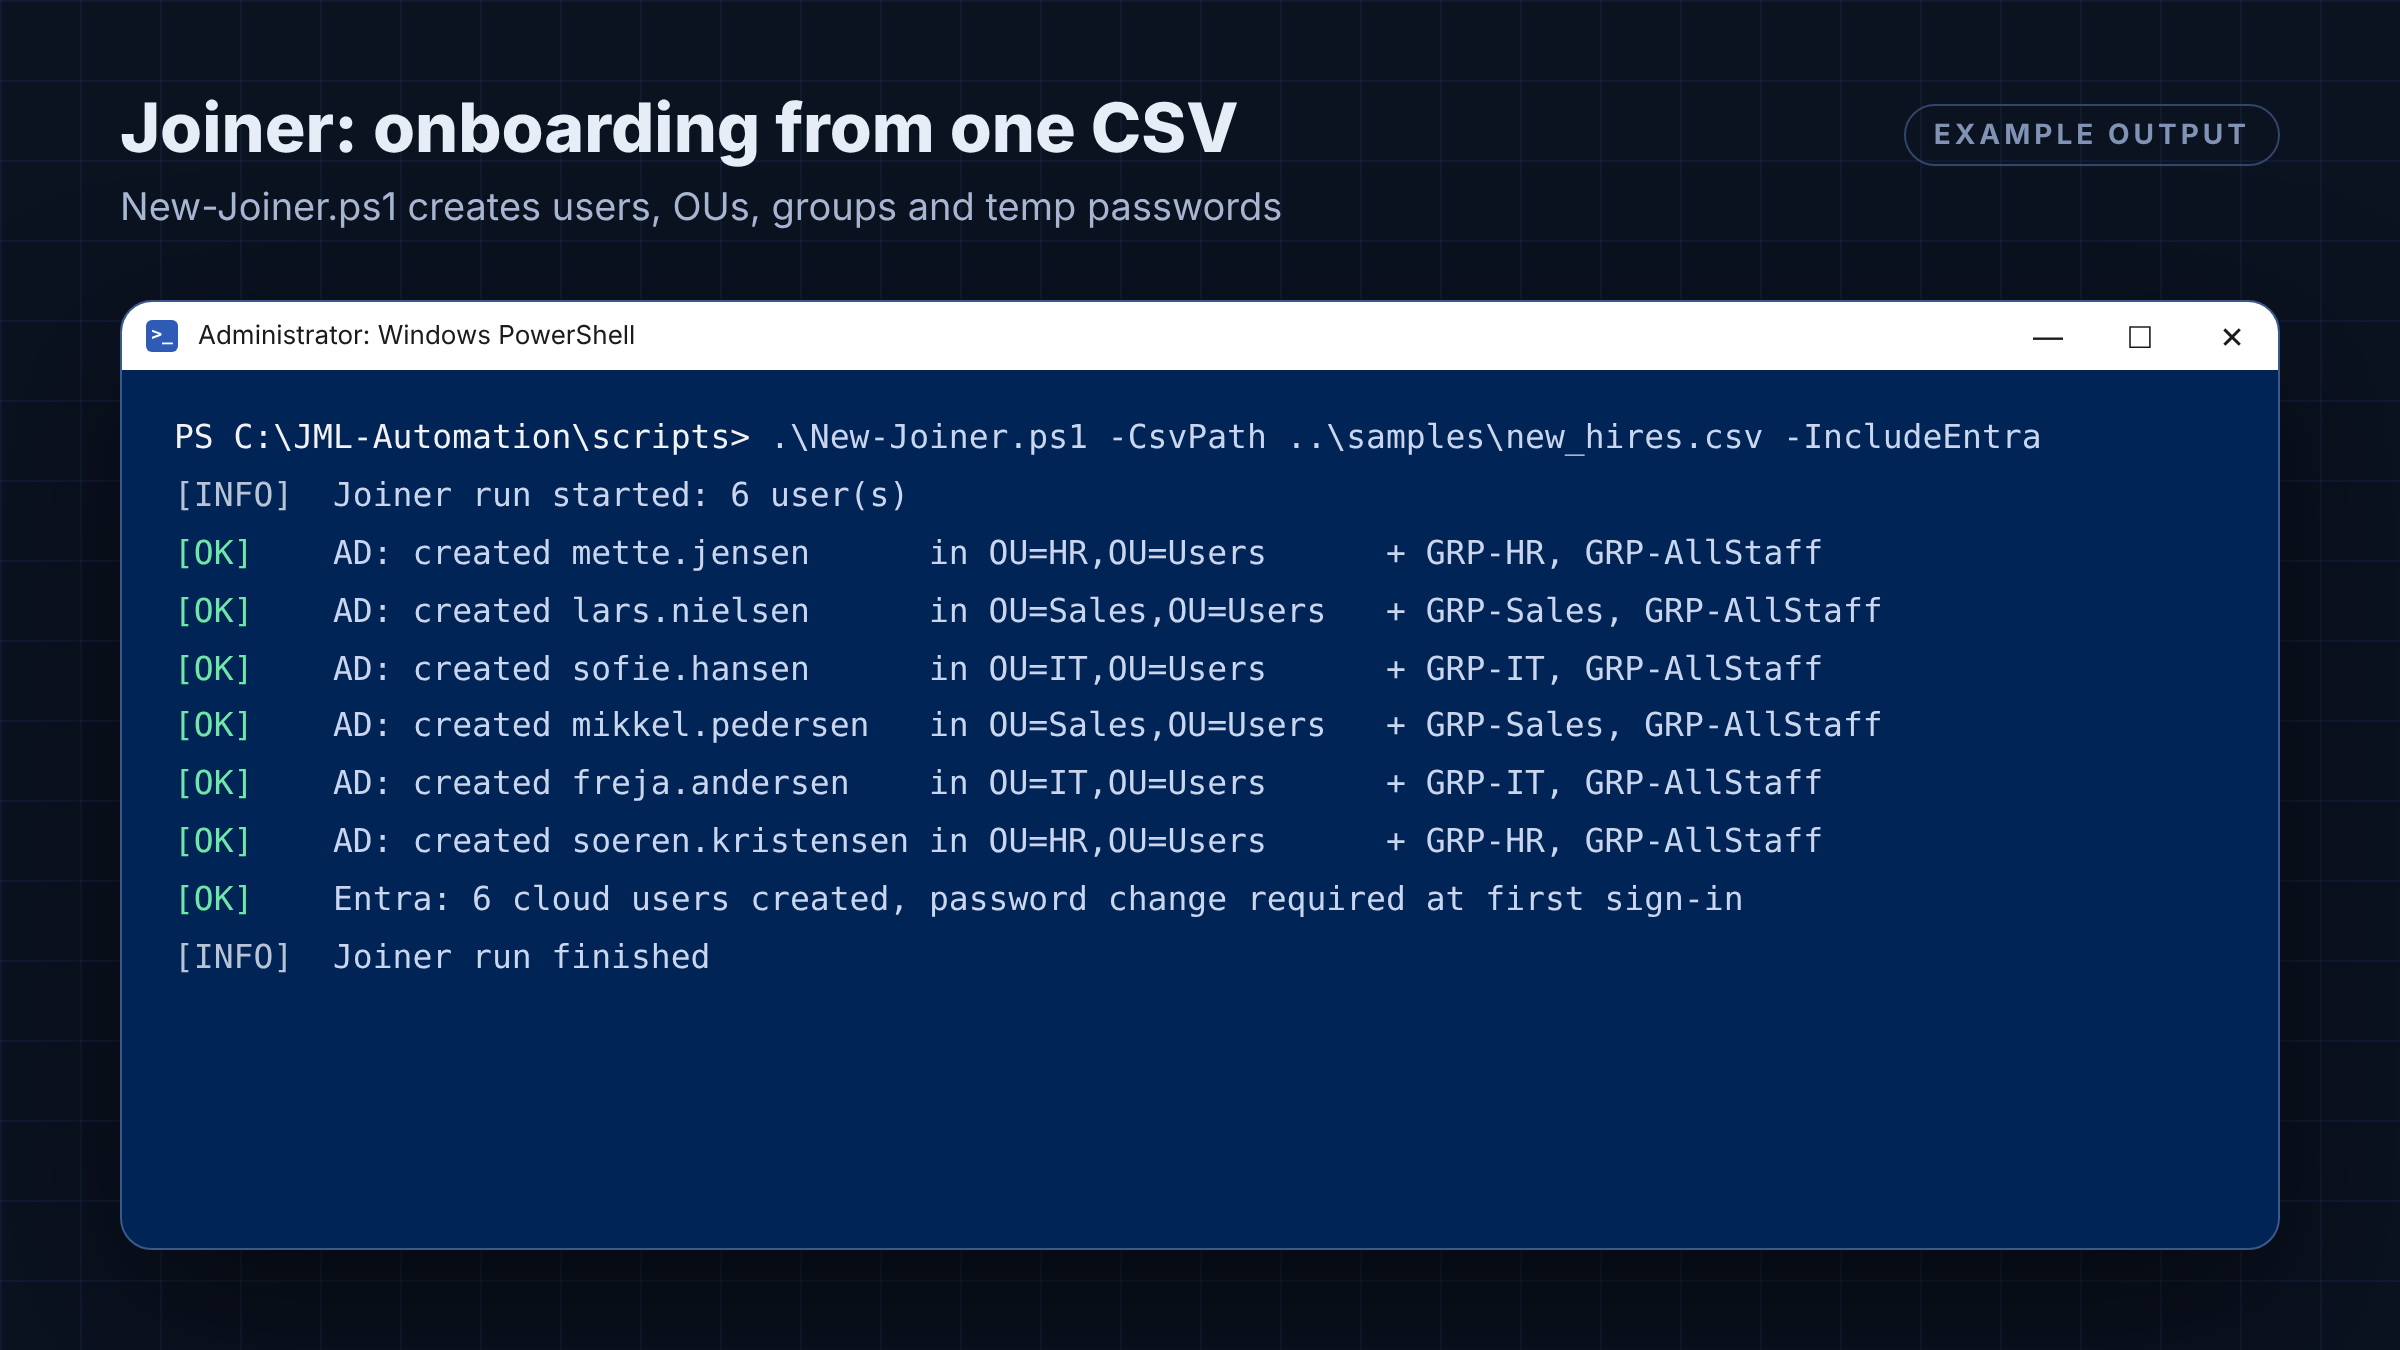 Joiner: onboarding from one CSV
EXAMPLE OUTPUT
New-Joiner.ps1 creates users, OUs, groups and temp passwords
>_ Administrator: Windows PowerShell
PS C:\JML-Automation\scripts> .\New-Joiner.ps1 -CsvPath ..\samples\new_hires.csv -IncludeEntra
[INFO]  Joiner run started: 6 user(s)
[OK]    AD: created mette.jensen      in OU=HR,OU=Users      + GRP-HR, GRP-AllStaff
[OK]    AD: created lars.nielsen      in OU=Sales,OU=Users   + GRP-Sales, GRP-AllStaff
[OK]    AD: created sofie.hansen      in OU=IT,OU=Users      + GRP-IT, GRP-AllStaff
[OK]    AD: created mikkel.pedersen   in OU=Sales,OU=Users   + GRP-Sales, GRP-AllStaff
[OK]    AD: created freja.andersen    in OU=IT,OU=Users      + GRP-IT, GRP-AllStaff
[OK]    AD: created soeren.kristensen in OU=HR,OU=Users      + GRP-HR, GRP-AllStaff
[OK]    Entra: 6 cloud users created, password change required at first sign-in
[INFO]  Joiner run finished